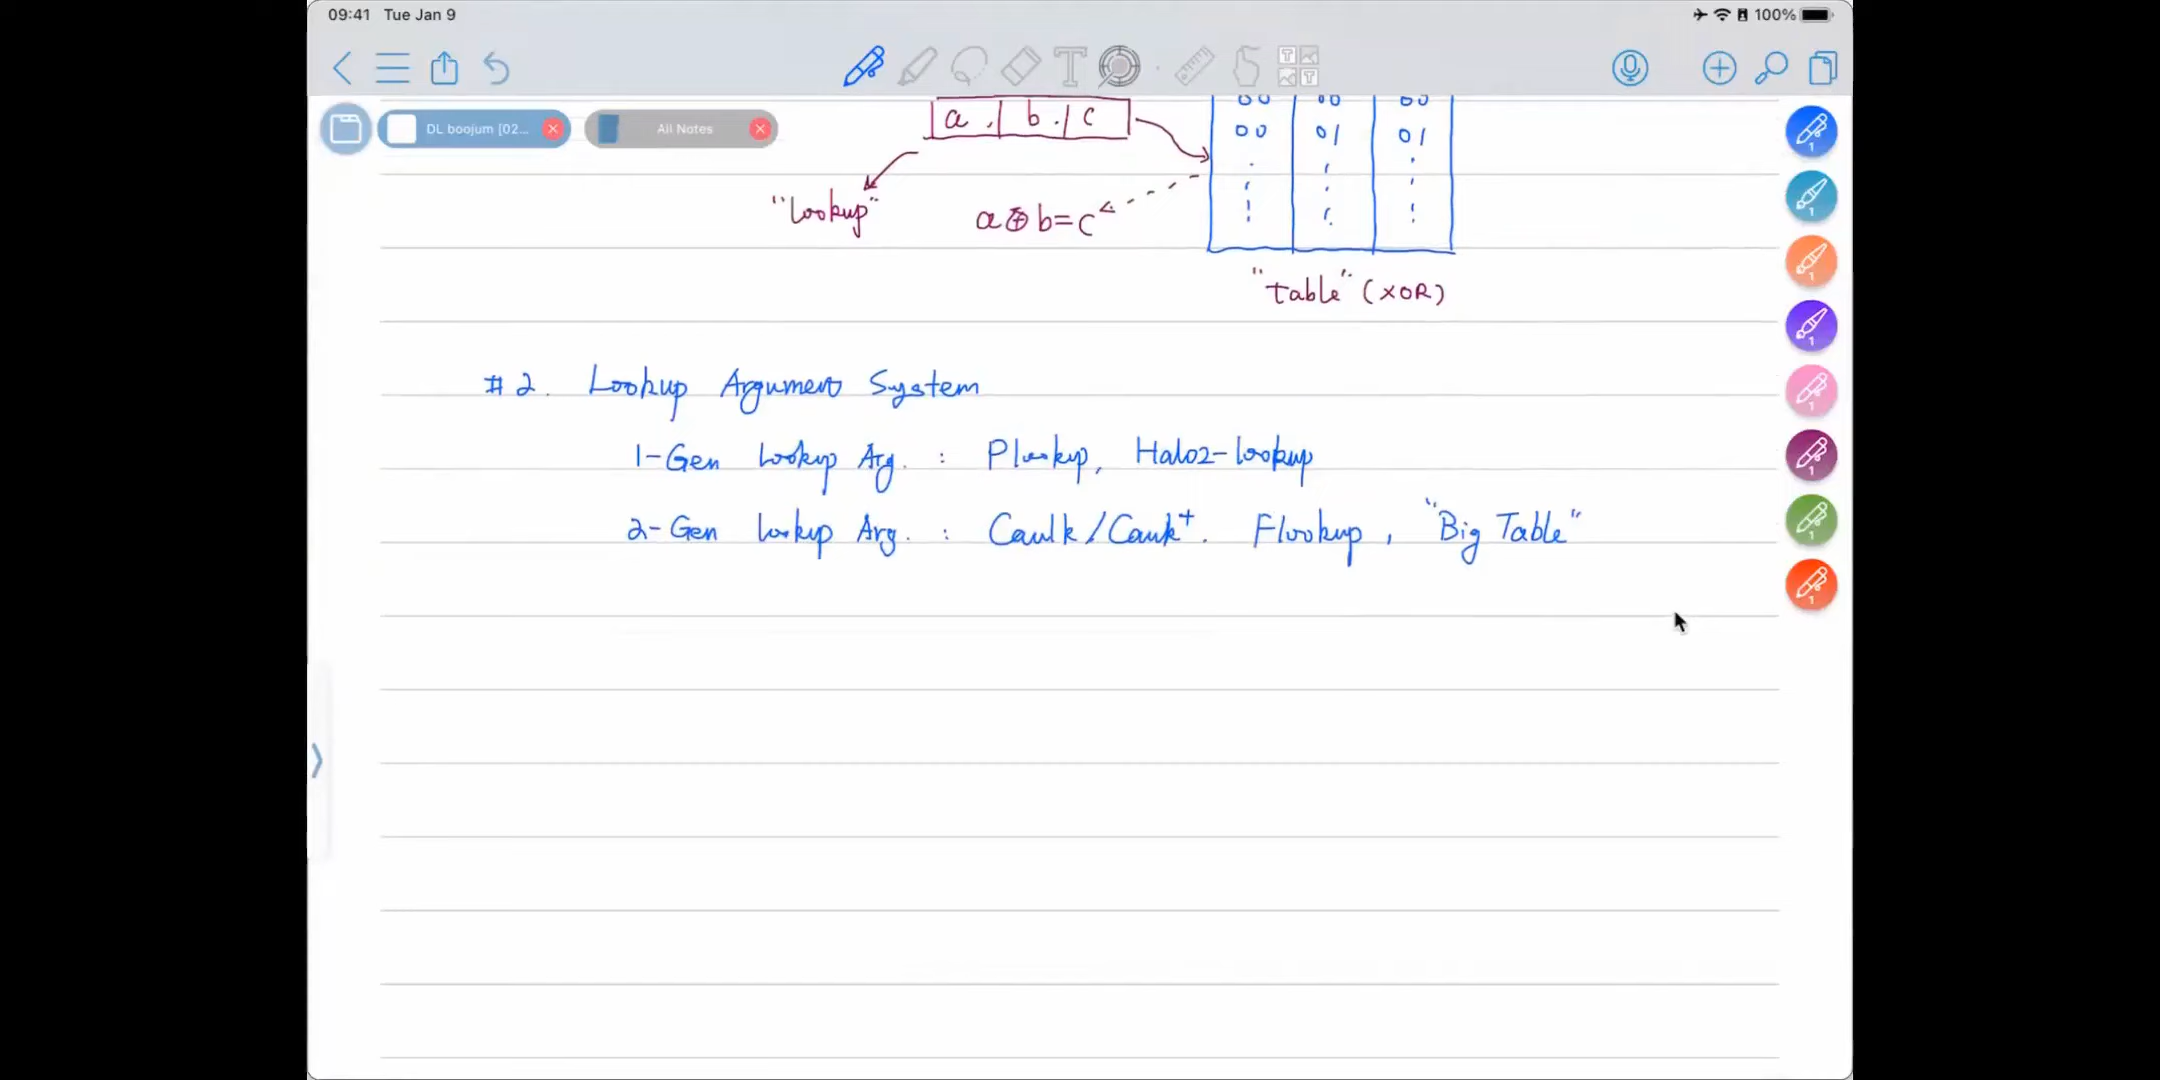 09:41 Tue Jan 9 100%
DL boojum [02... All Notes
a. b. c
00 00 00
00 01 01
"lookup"
a⊕b=c
"table" (XOR)
#2. Lookup Argument System
1-Gen Lookup Arg. : Plookup, Halo2-lookup
2-Gen lookup Arg. : Caulk/Cauk+. Flookup, "Big Table"